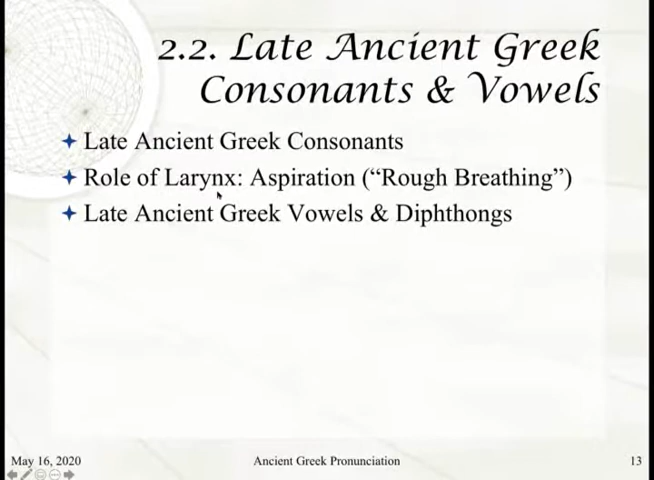 2.2. Late Ancient Greek
Consonants & Vowels
Late Ancient Greek Consonants
Role of Larynx: Aspiration (“Rough Breathing”)
Late Ancient Greek Vowels & Diphthongs
May 16, 2020
Ancient Greek Pronunciation
13